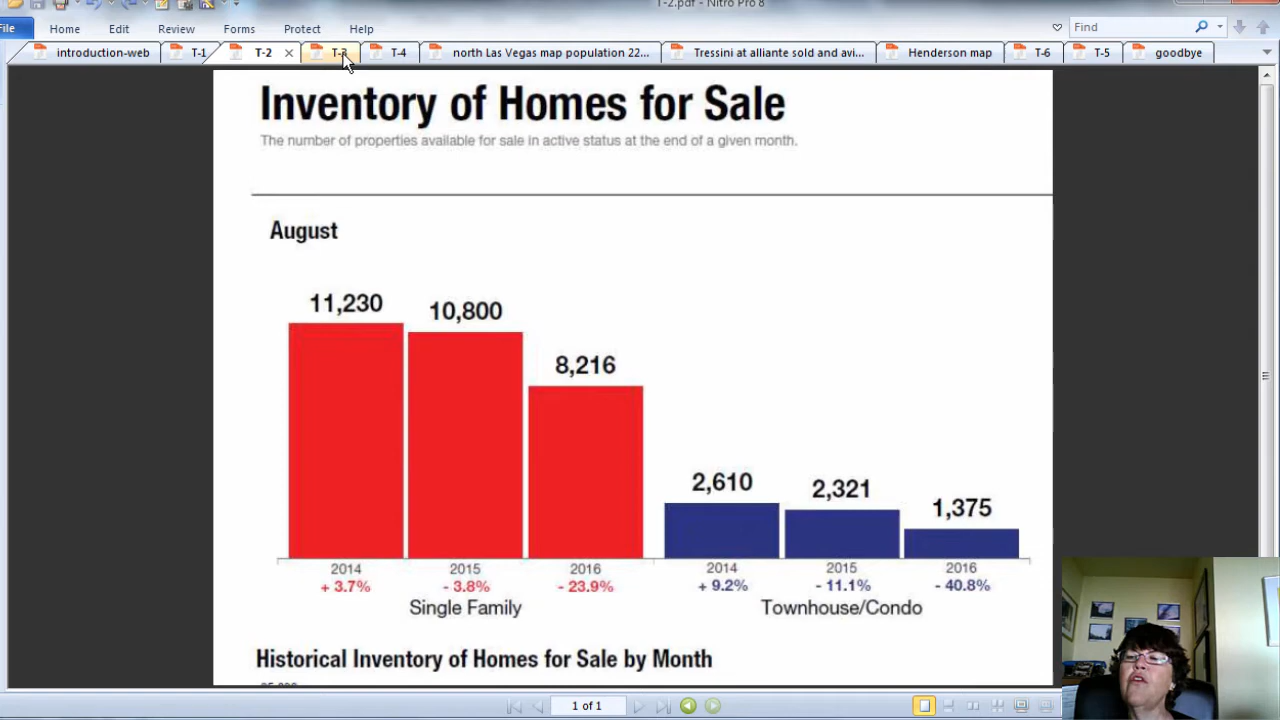 T-2.pdf - Nitro Pro 8
File Home Edit Review Forms Protect Help Find
introduction-web T-1 T-2 T-3 T-4 north Las Vegas map population 22... Tressini at alliante sold and avi... Henderson map T-6 T-5 goodbye
Inventory of Homes for Sale
The number of properties available for sale in active status at the end of a given month.
August
11,230 10,800 8,216 2,610 2,321 1,375
2014 2015 2016 2014 2015 2016
+ 3.7% - 3.8% - 23.9% + 9.2% - 11.1% - 40.8%
Single Family Townhouse/Condo
Historical Inventory of Homes for Sale by Month
1 of 1